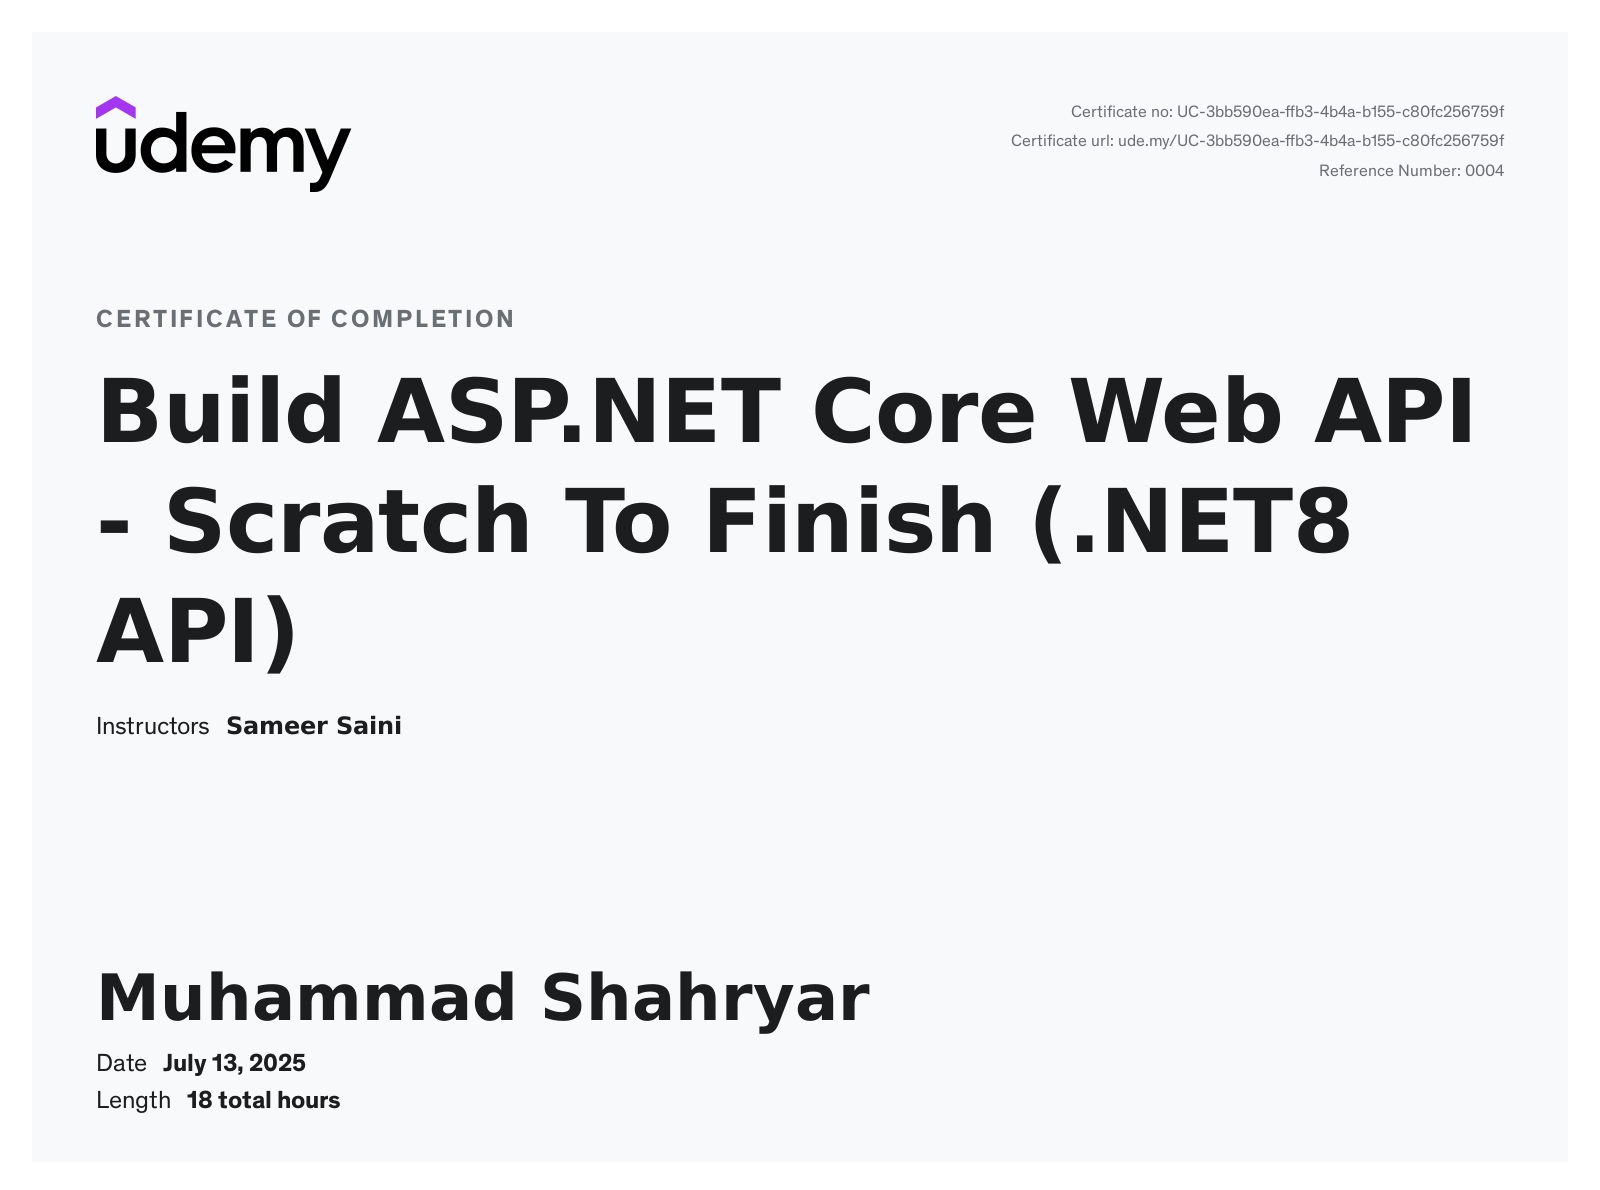 udemy
Certificate no: UC-3bb590ea-ffb3-4b4a-b155-c80fc256759f
Certificate url: ude.my/UC-3bb590ea-ffb3-4b4a-b155-c80fc256759f
Reference Number: 0004
CERTIFICATE OF COMPLETION
Build ASP.NET Core Web API
- Scratch To Finish (.NET8
API)
Instructors Sameer Saini
Muhammad Shahryar
Date July 13, 2025
Length 18 total hours